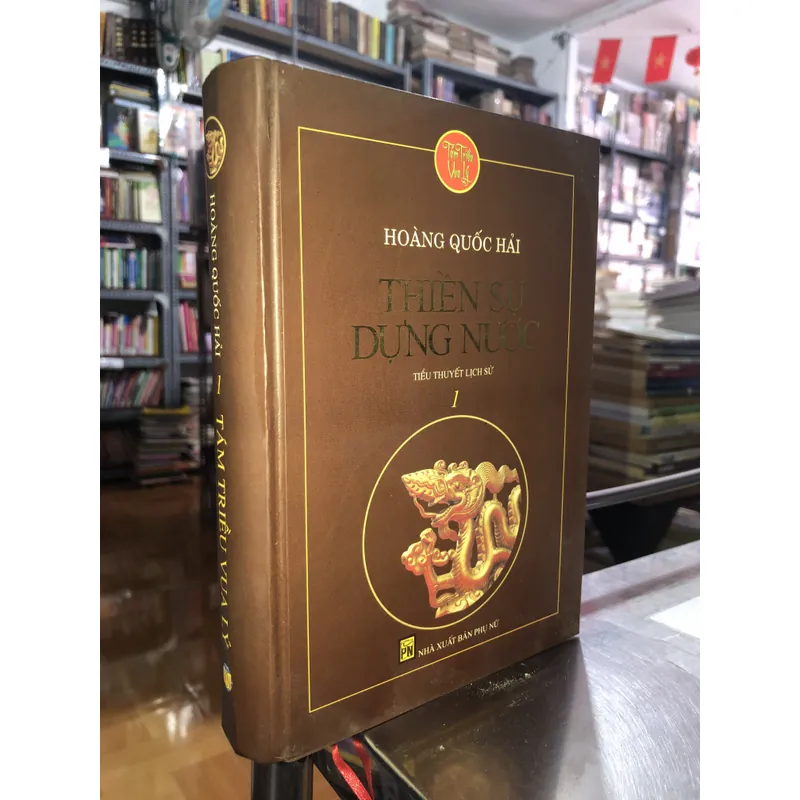 Tám Triều
Vua Lý
HOÀNG QUỐC HẢI
THIỀN SƯ
DỰNG NƯỚC
TIỂU THUYẾT LỊCH SỬ
1
PN
NHÀ XUẤT BẢN PHỤ NỮ
HOÀNG QUỐC HẢI
1
TÁM TRIỀU VUA LÝ